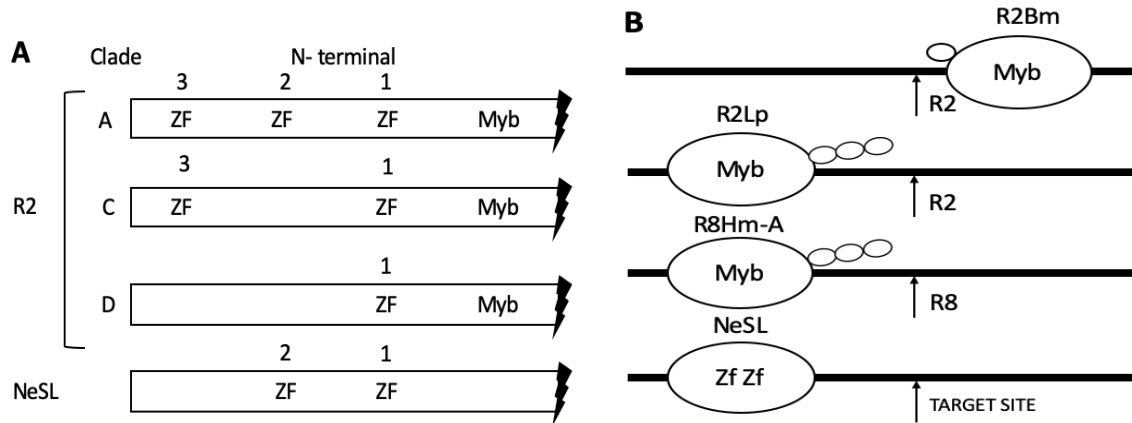 A
Clade
N- terminal
3 2 1
A ZF ZF ZF Myb
3 1
R2 C ZF ZF Myb
1
D ZF Myb
2 1
NeSL ZF ZF
B
R2Bm
Myb
R2
R2Lp
Myb
R2
R8Hm-A
Myb
R8
NeSL
Zf Zf
TARGET SITE